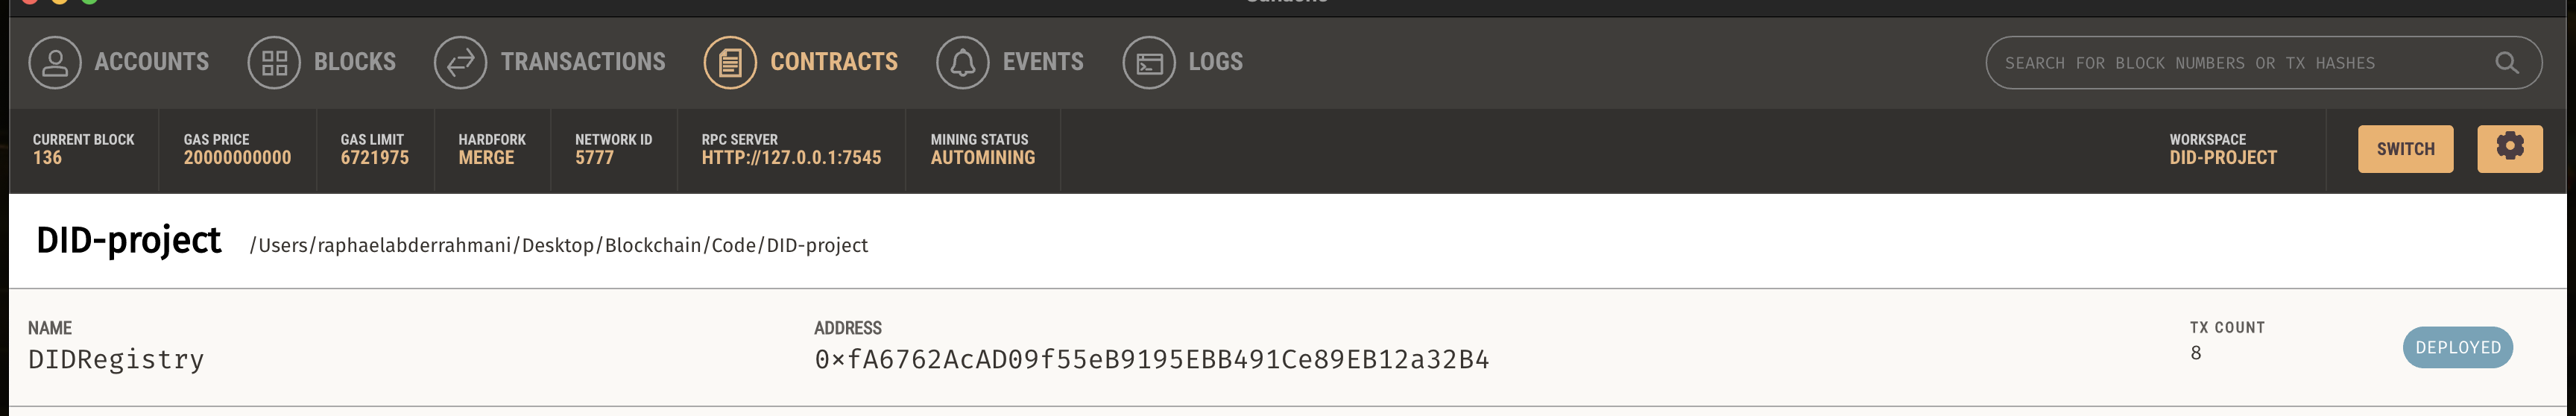 ACCOUNTS BLOCKS TRANSACTIONS CONTRACTS EVENTS LOGS SEARCH FOR BLOCK NUMBERS OR TX HASHES
CURRENT BLOCK GAS PRICE GAS LIMIT HARDFORK NETWORK ID RPC SERVER MINING STATUS WORKSPACE
136 20000000000 6721975 MERGE 5777 HTTP://127.0.0.1:7545 AUTOMINING DID-PROJECT SWITCH
DID-project /Users/raphaelabderrahmani/Desktop/Blockchain/Code/DID-project
NAME ADDRESS TX COUNT
DIDRegistry 0×fA6762AcAD09f55eB9195EBB491Ce89EB12a32B4 8 DEPLOYED